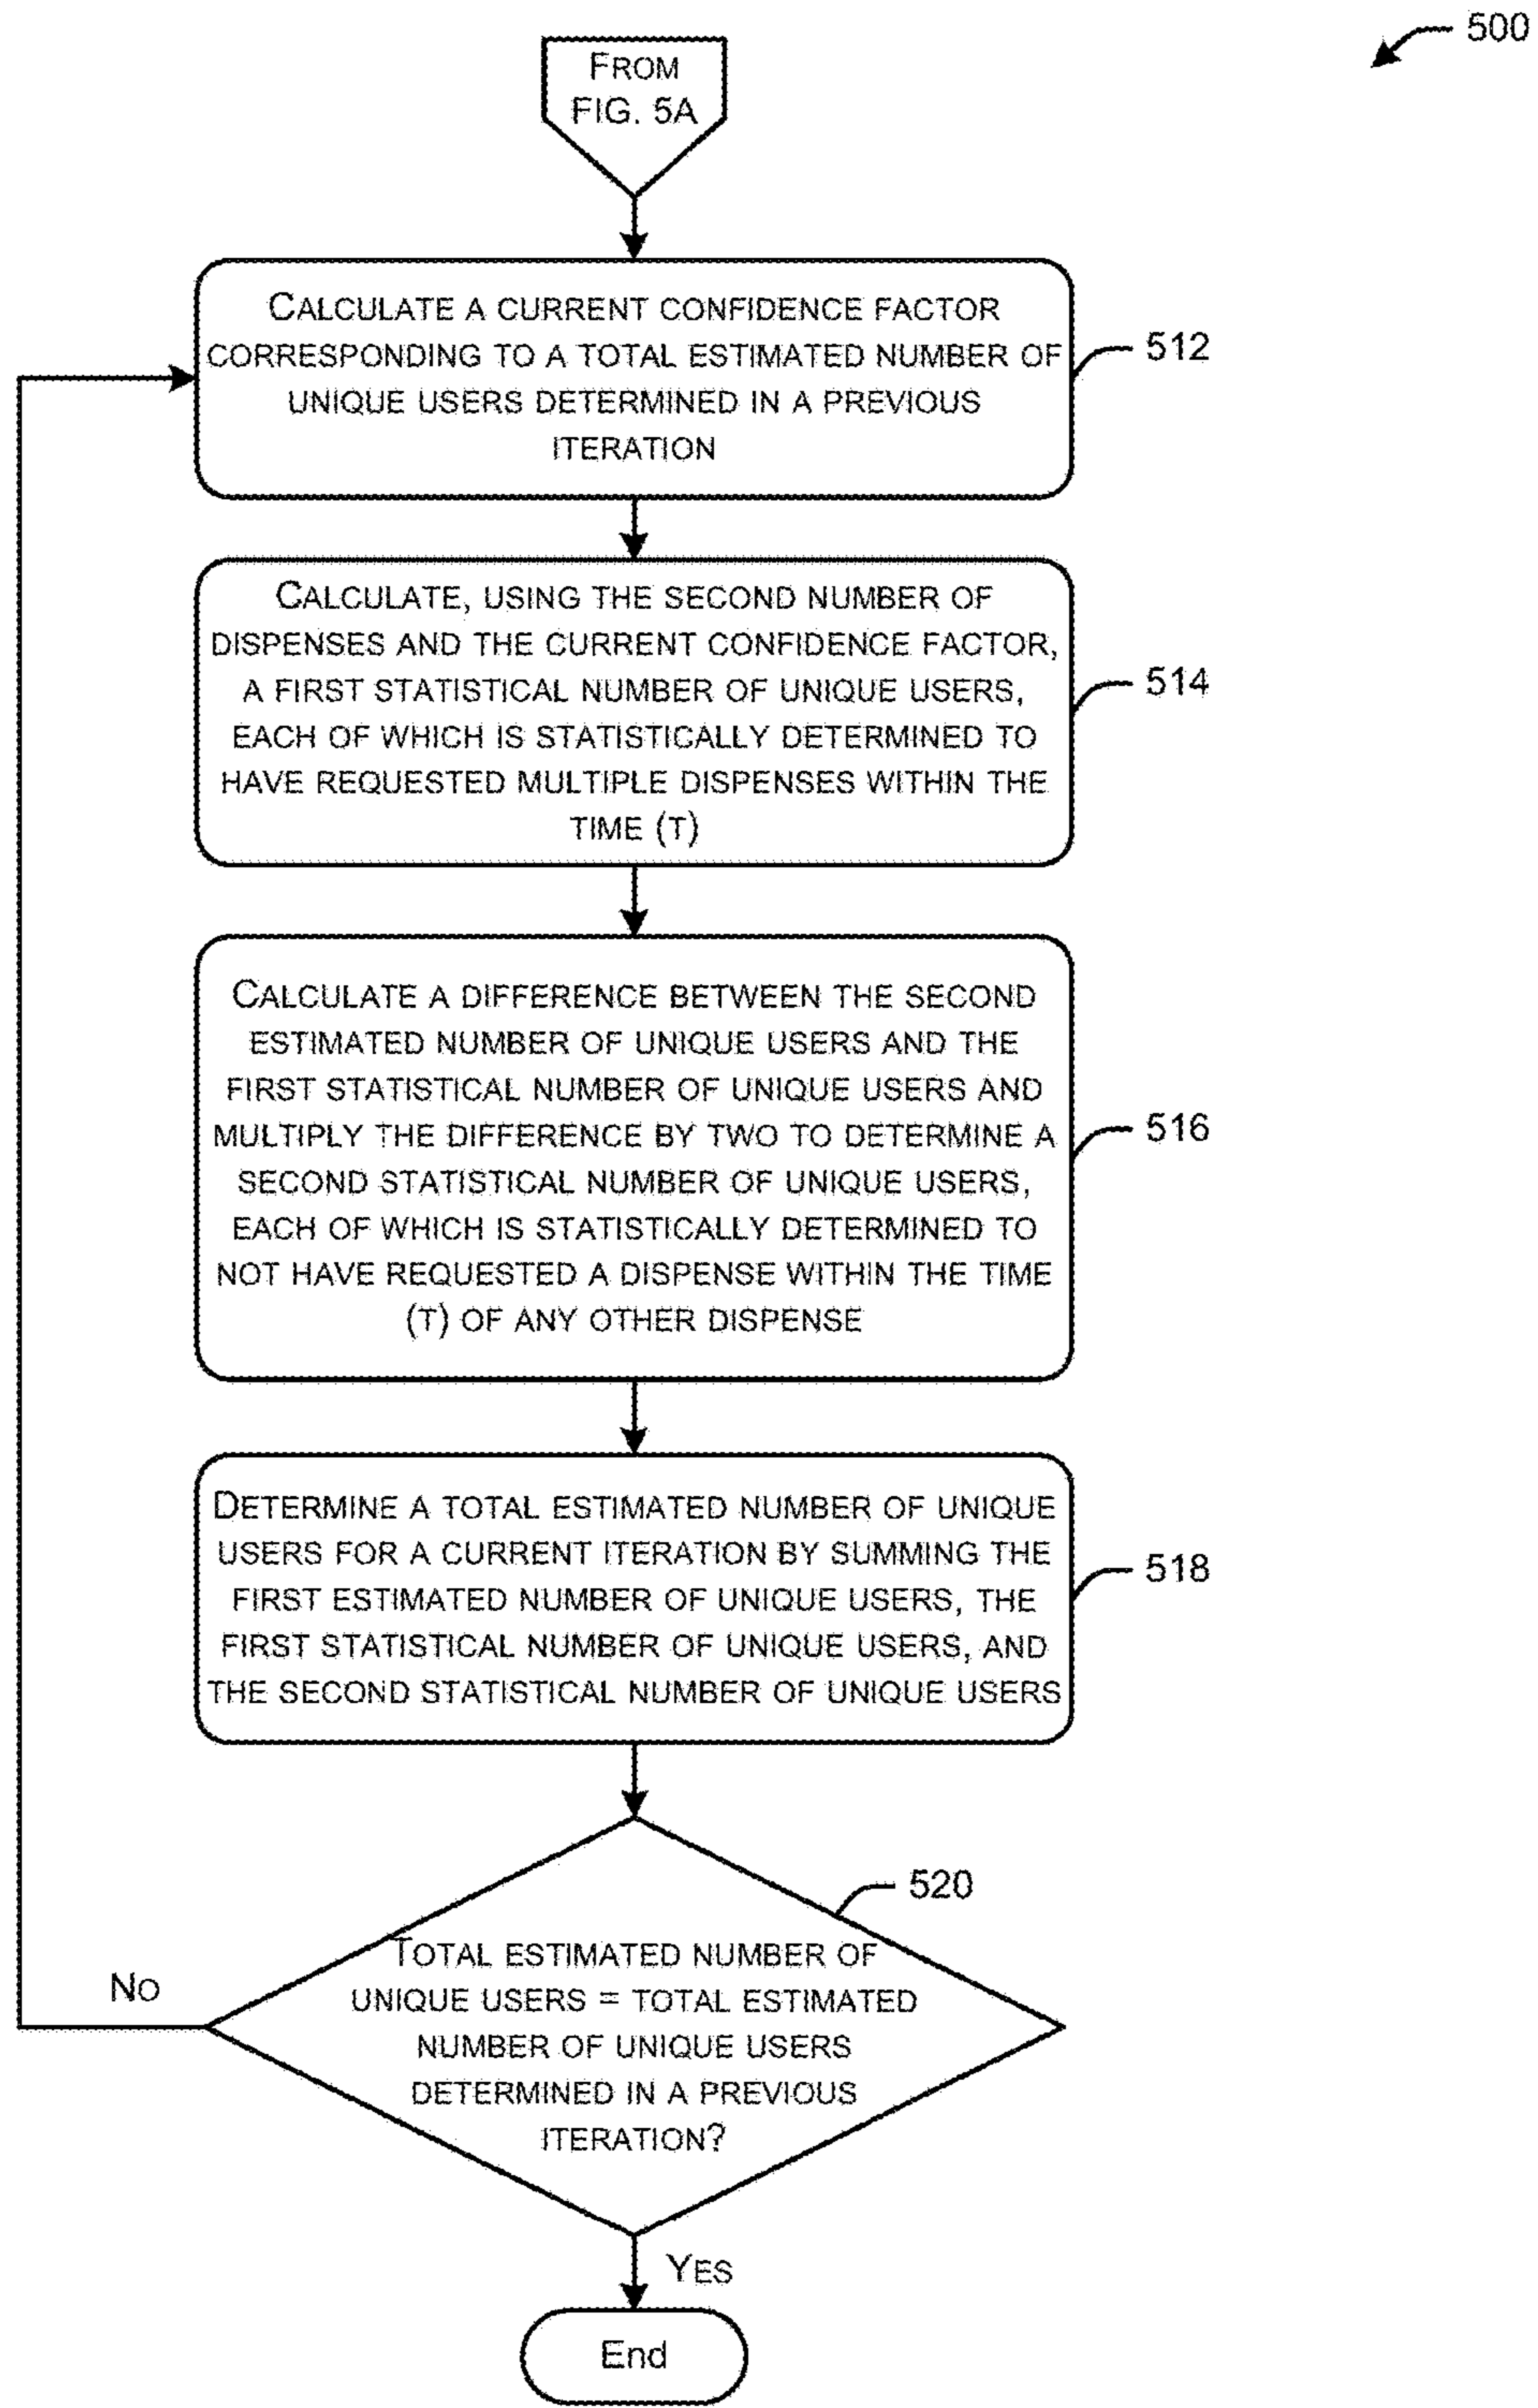 500
FROM
FIG. 5A
CALCULATE A CURRENT CONFIDENCE FACTOR
CORRESPONDING TO A TOTAL ESTIMATED NUMBER OF
UNIQUE USERS DETERMINED IN A PREVIOUS
ITERATION
512
CALCULATE, USING THE SECOND NUMBER OF
DISPENSES AND THE CURRENT CONFIDENCE FACTOR,
A FIRST STATISTICAL NUMBER OF UNIQUE USERS,
EACH OF WHICH IS STATISTICALLY DETERMINED TO
HAVE REQUESTED MULTIPLE DISPENSES WITHIN THE
TIME (T)
514
CALCULATE A DIFFERENCE BETWEEN THE SECOND
ESTIMATED NUMBER OF UNIQUE USERS AND THE
FIRST STATISTICAL NUMBER OF UNIQUE USERS AND
MULTIPLY THE DIFFERENCE BY TWO TO DETERMINE A
SECOND STATISTICAL NUMBER OF UNIQUE USERS,
EACH OF WHICH IS STATISTICALLY DETERMINED TO
NOT HAVE REQUESTED A DISPENSE WITHIN THE TIME
(T) OF ANY OTHER DISPENSE
516
DETERMINE A TOTAL ESTIMATED NUMBER OF UNIQUE
USERS FOR A CURRENT ITERATION BY SUMMING THE
FIRST ESTIMATED NUMBER OF UNIQUE USERS, THE
FIRST STATISTICAL NUMBER OF UNIQUE USERS, AND
THE SECOND STATISTICAL NUMBER OF UNIQUE USERS
518
520
TOTAL ESTIMATED NUMBER OF
UNIQUE USERS = TOTAL ESTIMATED
NUMBER OF UNIQUE USERS
DETERMINED IN A PREVIOUS
ITERATION?
NO
YES
End